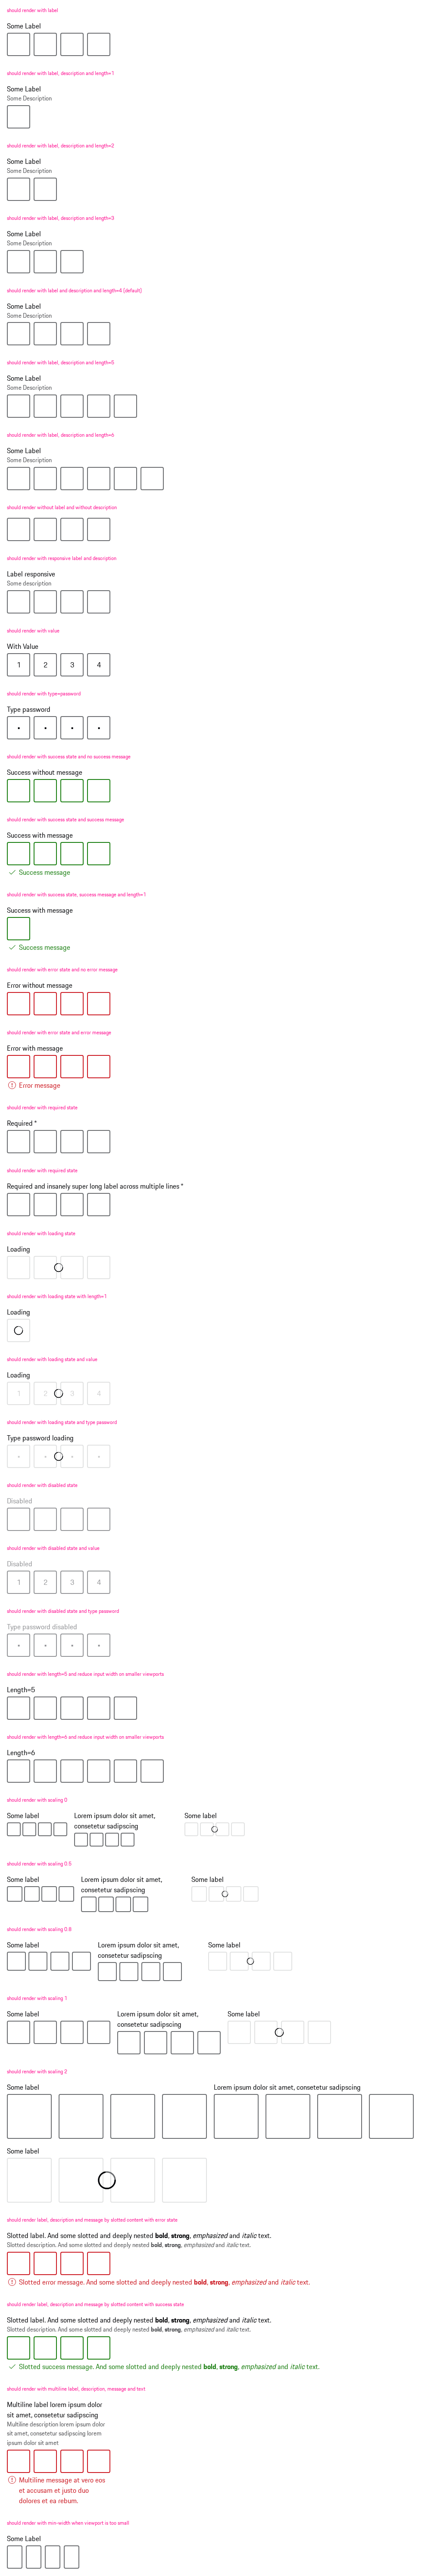 should render with label
Some Label
should render with label, description and length=1
Some Label
Some Description
should render with label, description and length=2
Some Label
Some Description
should render with label, description and length=3
Some Label
Some Description
should render with label and description and length=4 (default)
Some Label
Some Description
should render with label, description and length=5
Some Label
Some Description
should render with label, description and length=6
Some Label
Some Description
should render without label and without description
should render with responsive label and description
Label responsive
Some description
should render with value
With Value
1 2 3 4
should render with type=password
Type password
• • • •
should render with success state and no success message
Success without message
should render with success state and success message
Success with message
Success message
should render with success state, success message and length=1
Success with message
Success message
should render with error state and no error message
Error without message
should render with error state and error message
Error with message
Error message
should render with required state
Required *
should render with required state
Required and insanely super long label across multiple lines *
should render with loading state
Loading
should render with loading state with length=1
Loading
should render with loading state and value
Loading
1 2 3 4
should render with loading state and type password
Type password loading
• • • •
should render with disabled state
Disabled
should render with disabled state and value
Disabled
1 2 3 4
should render with disabled state and type password
Type password disabled
• • • •
should render with length=5 and reduce input width on smaller viewports
Length=5
should render with length=6 and reduce input width on smaller viewports
Length=6
should render with scaling 0
Some label
Lorem ipsum dolor sit amet,
consetetur sadipscing
Some label
should render with scaling 0.5
Some label
Lorem ipsum dolor sit amet,
consetetur sadipscing
Some label
should render with scaling 0.8
Some label
Lorem ipsum dolor sit amet,
consetetur sadipscing
Some label
should render with scaling 1
Some label
Lorem ipsum dolor sit amet,
consetetur sadipscing
Some label
should render with scaling 2
Some label
Lorem ipsum dolor sit amet, consetetur sadipscing
Some label
should render label, description and message by slotted content with error state
Slotted label. And some slotted and deeply nested bold, strong, emphasized and italic text.
Slotted description. And some slotted and deeply nested bold, strong, emphasized and italic text.
Slotted error message. And some slotted and deeply nested bold, strong, emphasized and italic text.
should render label, description and message by slotted content with success state
Slotted label. And some slotted and deeply nested bold, strong, emphasized and italic text.
Slotted description. And some slotted and deeply nested bold, strong, emphasized and italic text.
Slotted success message. And some slotted and deeply nested bold, strong, emphasized and italic text.
should render with multiline label, description, message and text
Multiline label lorem ipsum dolor
sit amet, consetetur sadipscing
Multiline description lorem ipsum dolor
sit amet, consetetur sadipscing lorem
ipsum dolor sit amet
Multiline message at vero eos
et accusam et justo duo
dolores et ea rebum.
should render with min-width when viewport is too small
Some Label